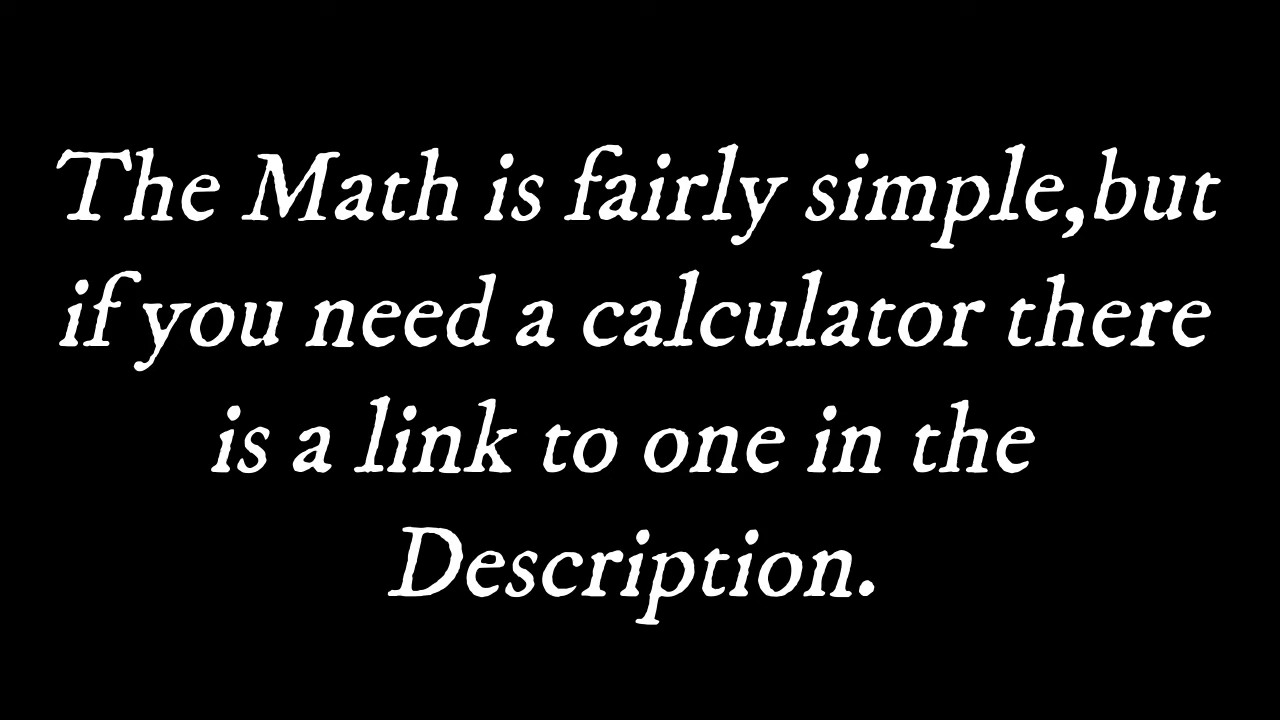 The Math is fairly simple,but
if you need a calculator there
is a link to one in the
Description.